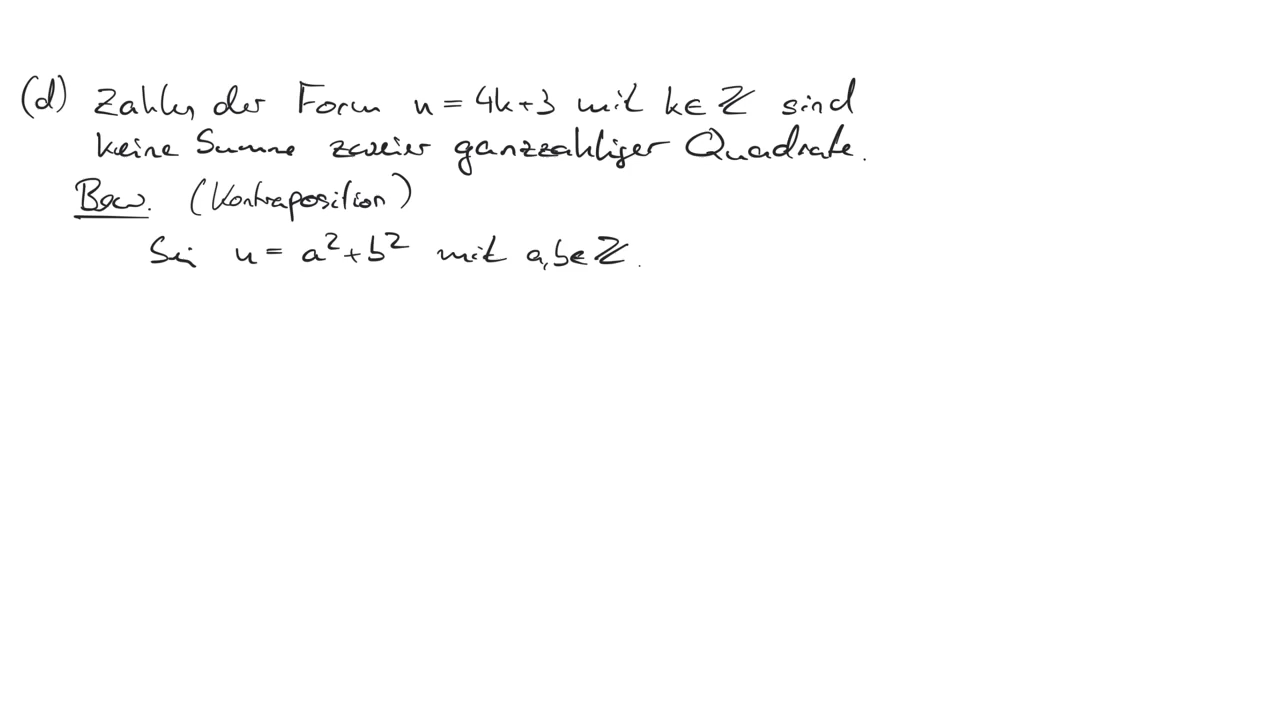 (d) Zahlen der Form n = 4k+3 mit k∈ℤ sind
keine Summe zweier ganzzahliger Quadrate.
Bew. (Kontraposition)
Sei n = a²+b² mit a,b∈ℤ.